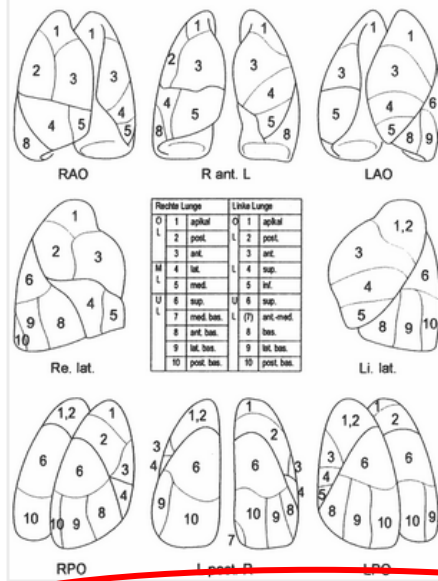 1 1 1 1 1 1
2 3 3 2 3 3 3 3
4 4 4 4 6
4 5 5 8 5 5 8 5 5 8 9
8
RAO R ant. L LAO
1 1,2
2 3 3
6 4 6
9 8 4 5 4 5 8 9 10
10
Re. lat. Li. lat.
Rechte Lunge Linke Lunge
O 1 apikal O 1 apikal
L 2 post. L 2 post.
3 ant. 3 ant.
M 4 lat. L 4 sup.
L 5 med. 5 inf.
U 6 sup. U 6 sup.
L 7 med. bas. L (7) ant.-med.
8 ant. bas. 8 bas.
9 lat. bas. 9 lat. bas.
10 post. bas. 10 post. bas.
1,2 1 1,2 1 1,2 1
2 3 2 2
6 6 3 4 6 6 3 3 6 6
4 4 4 5
10 10 9 8 9 10 10 9 8 8 9 10 10
7
RPO L post. R LPO